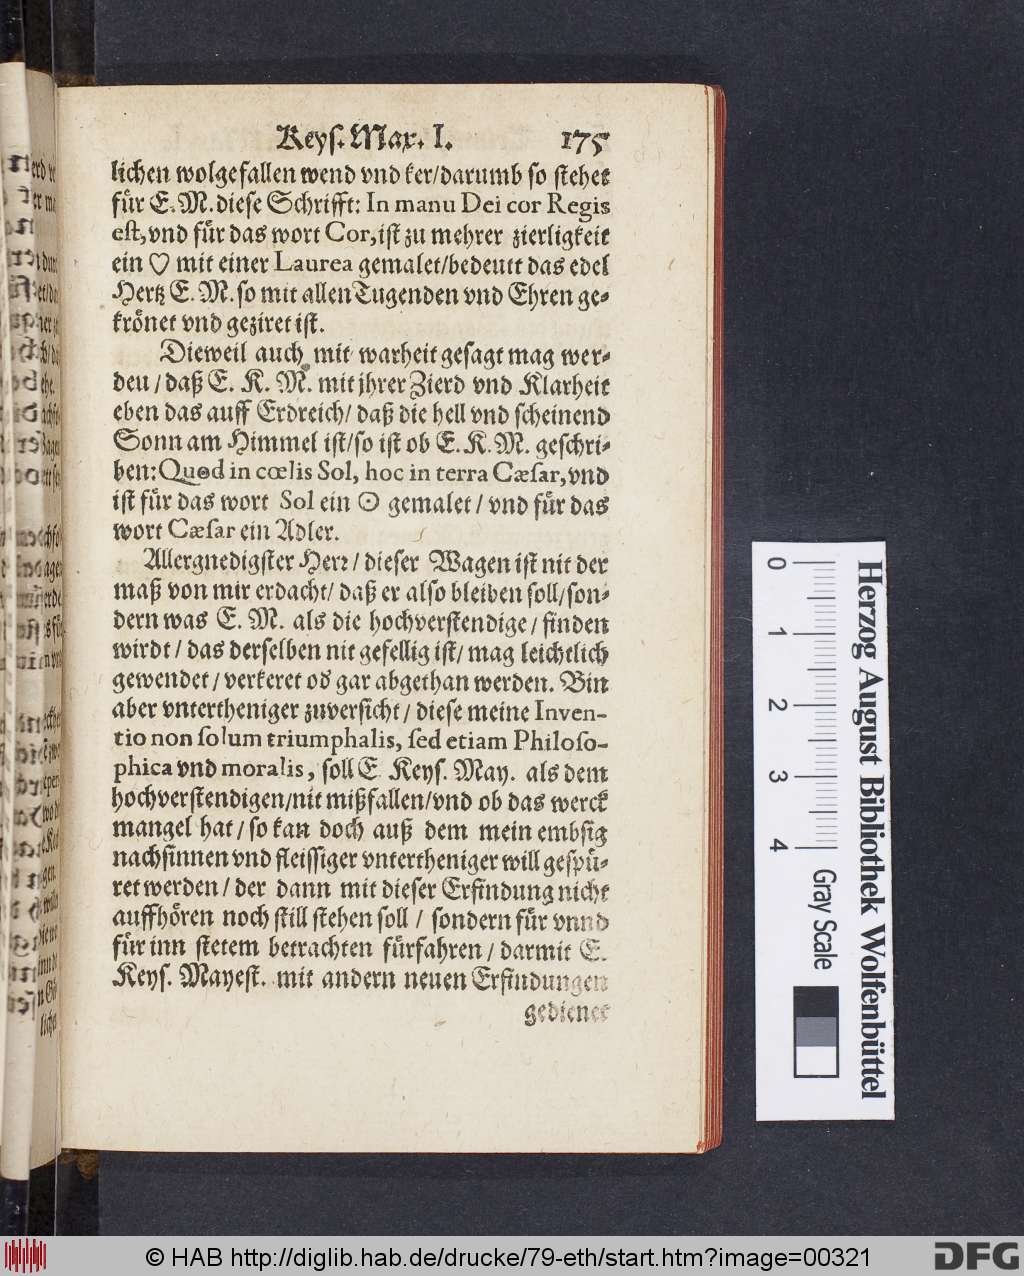 Keys. Max. I. 175
lichen wolgefallen wend vnd ker/darumb so stehet
für E. M. diese Schrifft: In manu Dei cor Regis
est, vnd für das wort Cor, ist zu mehrer zierligkeit
ein ♡ mit einer Laurea gemalet/bedeutt das edel
Hertz E. M. so mit allen Tugenden vnd Ehren ge-
krönet vnd geziret ist.
Dieweil auch mit warheit gesagt mag wer-
den / daß E. K. M. mit jhrer Zierd vnd Klarheit
eben das auff Erdreich/ daß die hell vnd scheinend
Sonn am Himmel ist/so ist ob E. K. M. geschri-
ben: Quod in cœlis Sol, hoc in terra Cæsar, vnd
ist für das wort Sol ein ☉ gemalet / vnd für das
wort Cæsar ein Adler.
Allergnedigster Herr / dieser Wagen ist nit der
maß von mir erdacht/ daß er also bleiben soll/son-
dern was E. M. als die hochverstendige / finden
wirdt / das derselben nit gefellig ist/ mag leichtlich
gewendet / verkeret od gar abgethan werden. Bin
aber vntertheniger zuversicht / diese meine Inven-
tio non solum triumphalis, sed etiam Philoso-
phica vnd moralis, soll E Keys. May. als dem
hochverstendigen/nit mißfallen/vnd ob das werck
mangel hat / so kan doch auß dem mein embsig
nachsinnen vnd fleissiger vntertheniger will gespü-
ret werden / der dann mit dieser Erfindung nicht
auffhören noch still stehen soll / sondern für vnnd
für inn stetem betrachten fürfahren / darmit E.
Keys. Mayest. mit andern neuen Erfindungen
gedienet
0 1 2 3 4
Gray Scale
Herzog August Bibliothek Wolfenbüttel
© HAB http://diglib.hab.de/drucke/79-eth/start.htm?image=00321
DFG